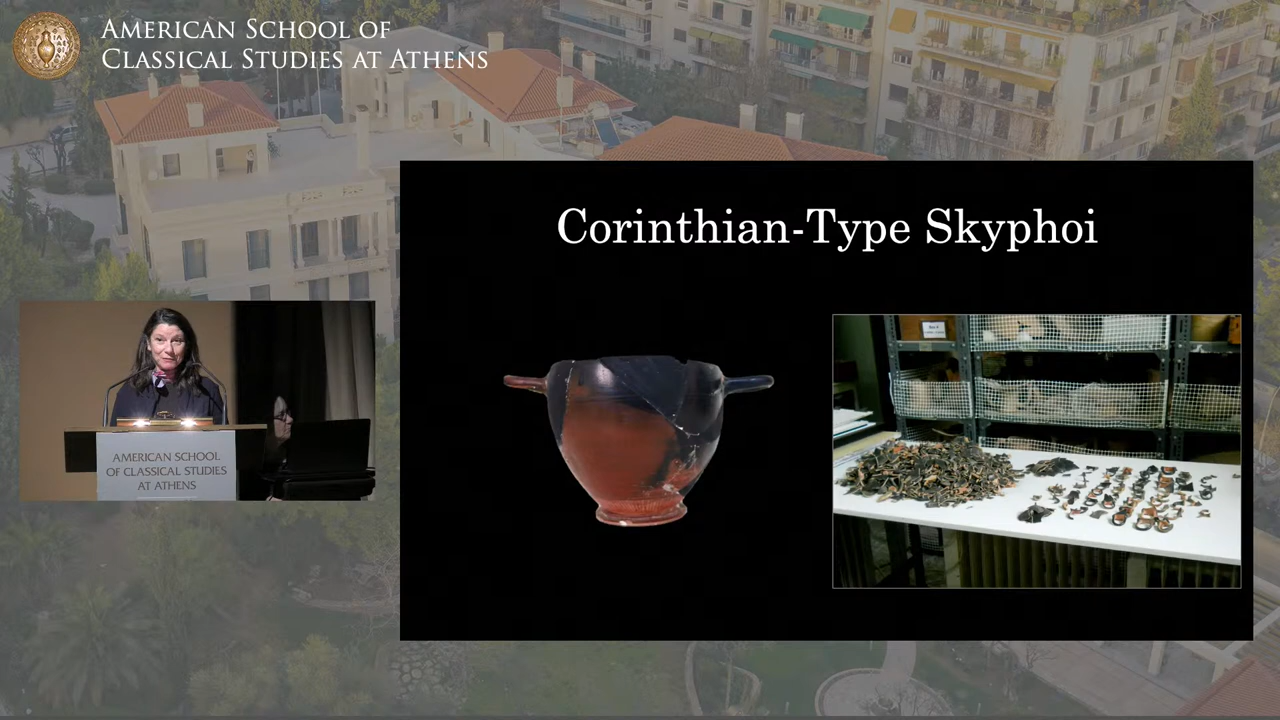 AMERICAN SCHOOL OF
CLASSICAL STUDIES AT ATHENS
Corinthian-Type Skyphoi
AMERICAN SCHOOL
OF CLASSICAL STUDIES
AT ATHENS